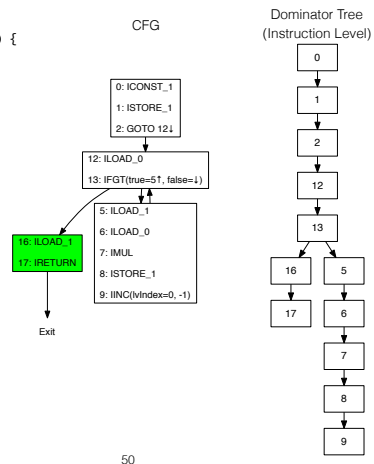 ) {
CFG
Dominator Tree
(Instruction Level)
0: ICONST_1
1: ISTORE_1
2: GOTO 12↓
12: ILOAD_0
13: IFGT(true=5↑, false=↓)
16: ILOAD_1
17: IRETURN
5: ILOAD_1
6: ILOAD_0
7: IMUL
8: ISTORE_1
9: IINC(lvIndex=0, -1)
Exit
0
1
2
12
13
16
5
17
6
7
8
9
50